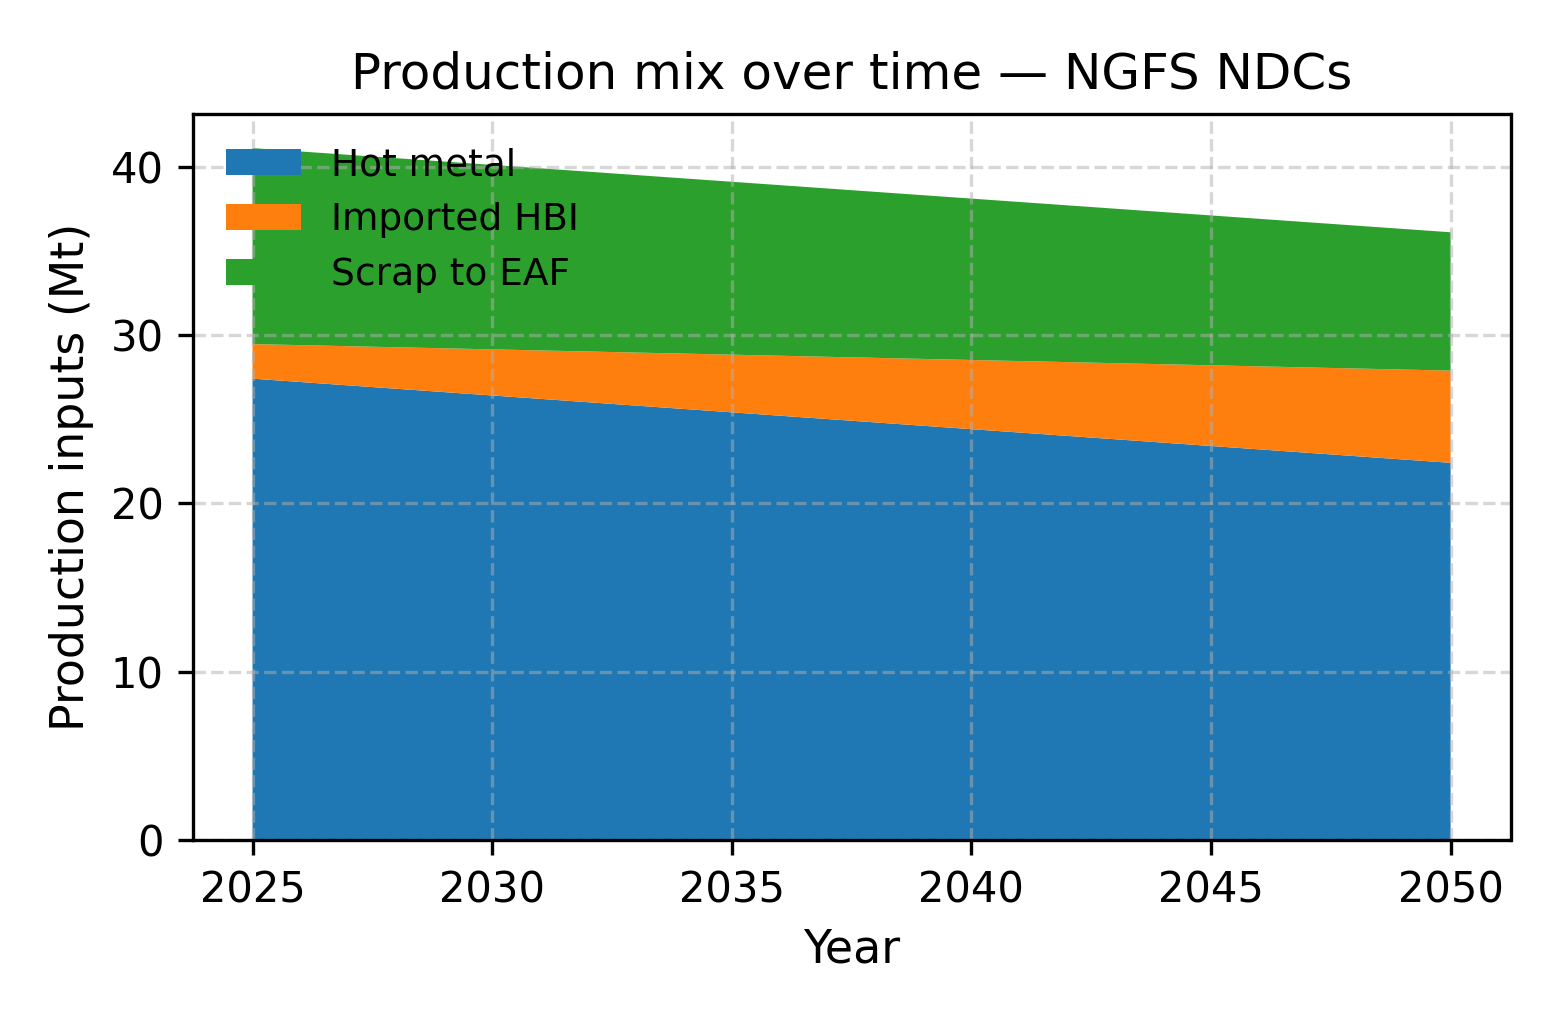 Production mix over time — NGFS NDCs
Production inputs (Mt)
40
30
20
10
0
Hot metal
Imported HBI
Scrap to EAF
2025 2030 2035 2040 2045 2050
Year